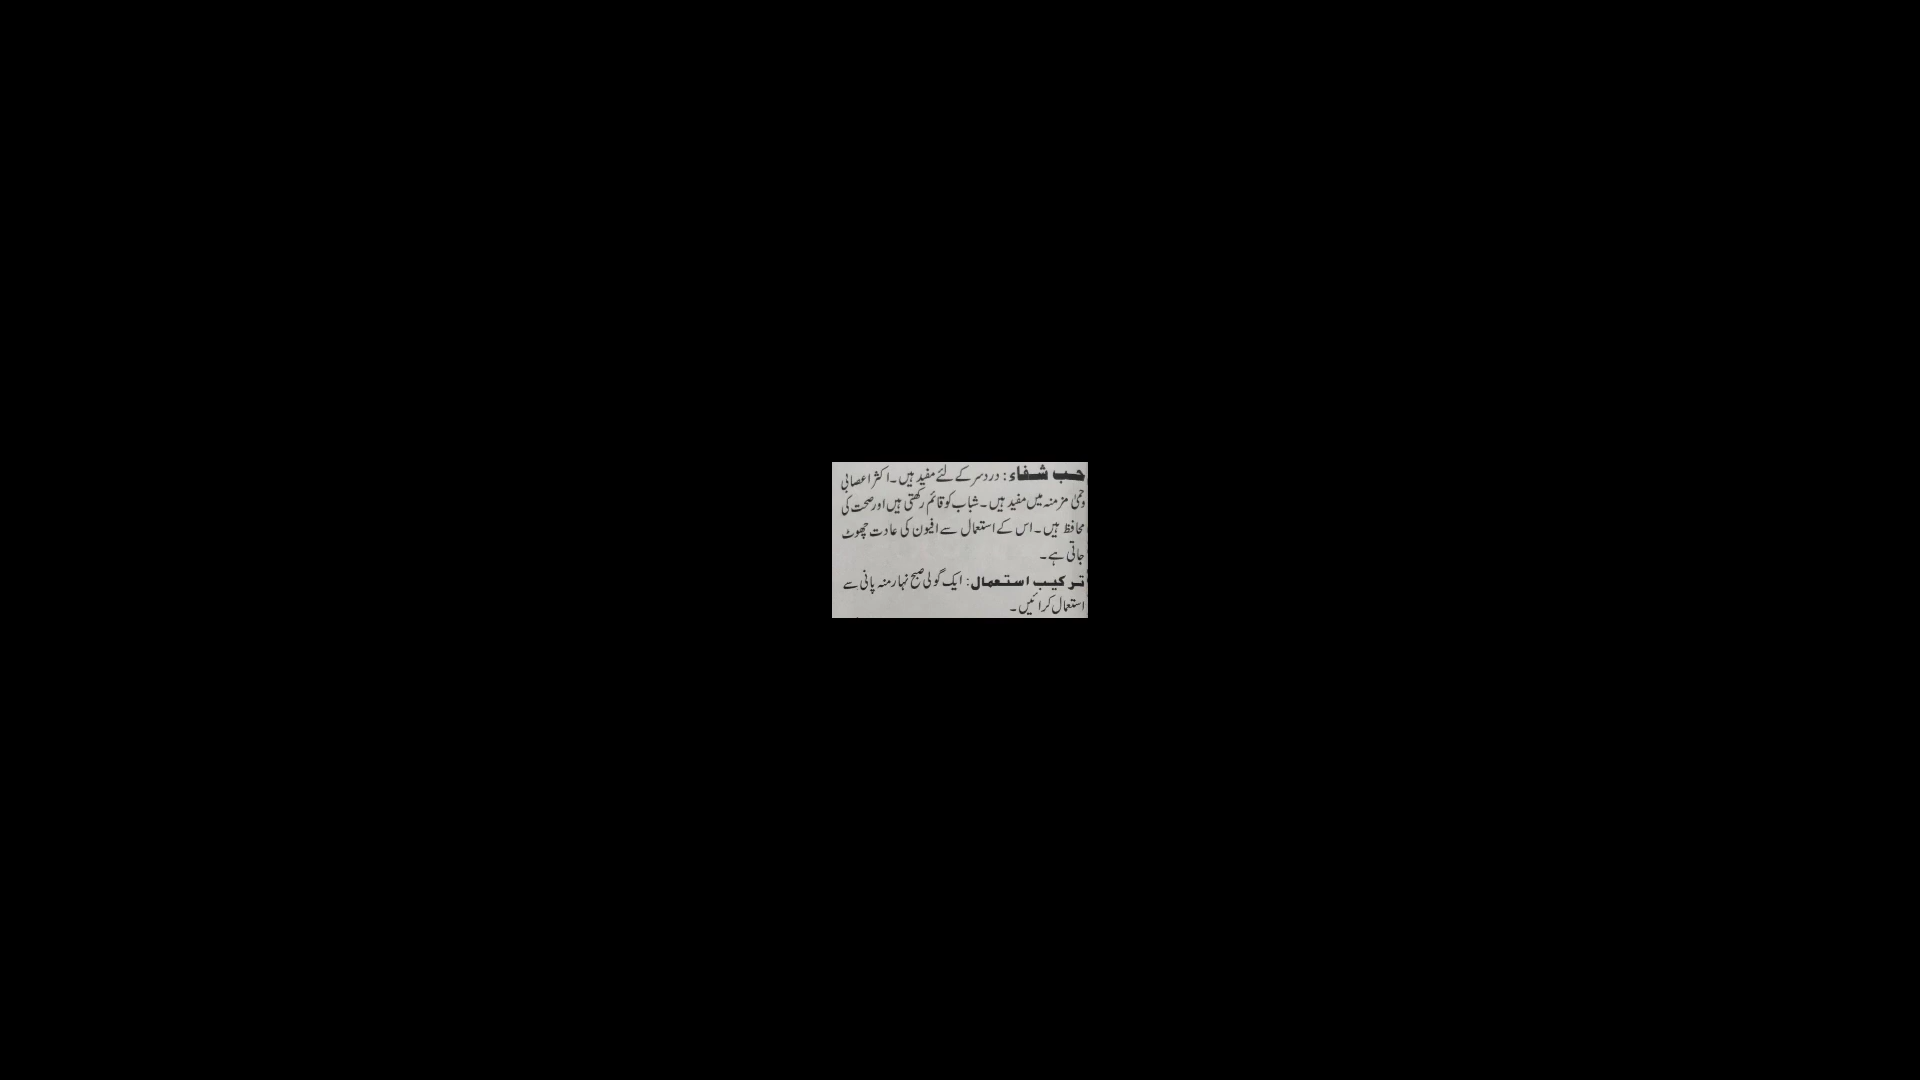 حب شفاء: دردسر کے لئے مفید ہیں۔ اکثر اعصابی
وحمیٰ مزمنہ میں مفید ہیں۔ شباب کو قائم رکھتی ہیں اور صحت کی
محافظ ہیں۔ اس کے استعمال سے افیون کی عادت چھوٹ
جاتی ہے۔
ترکیب استعمال: ایک گولی صبح نہار منہ پانی سے
استعمال کرائیں۔